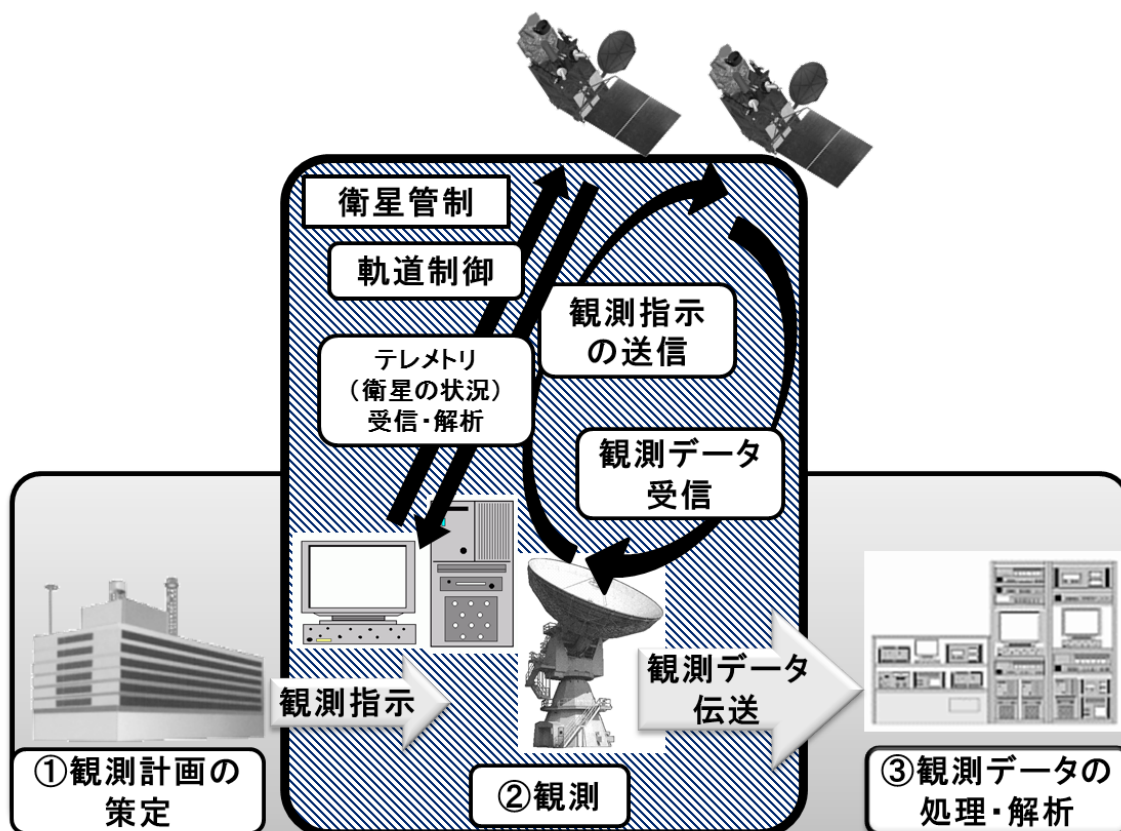 衛星管制
軌道制御
観測指示
の送信
テレメトリ
（衛星の状況）
受信・解析
観測データ
受信
観測指示
観測データ
伝送
①観測計画の
策定
②観測
③観測データの
処理・解析